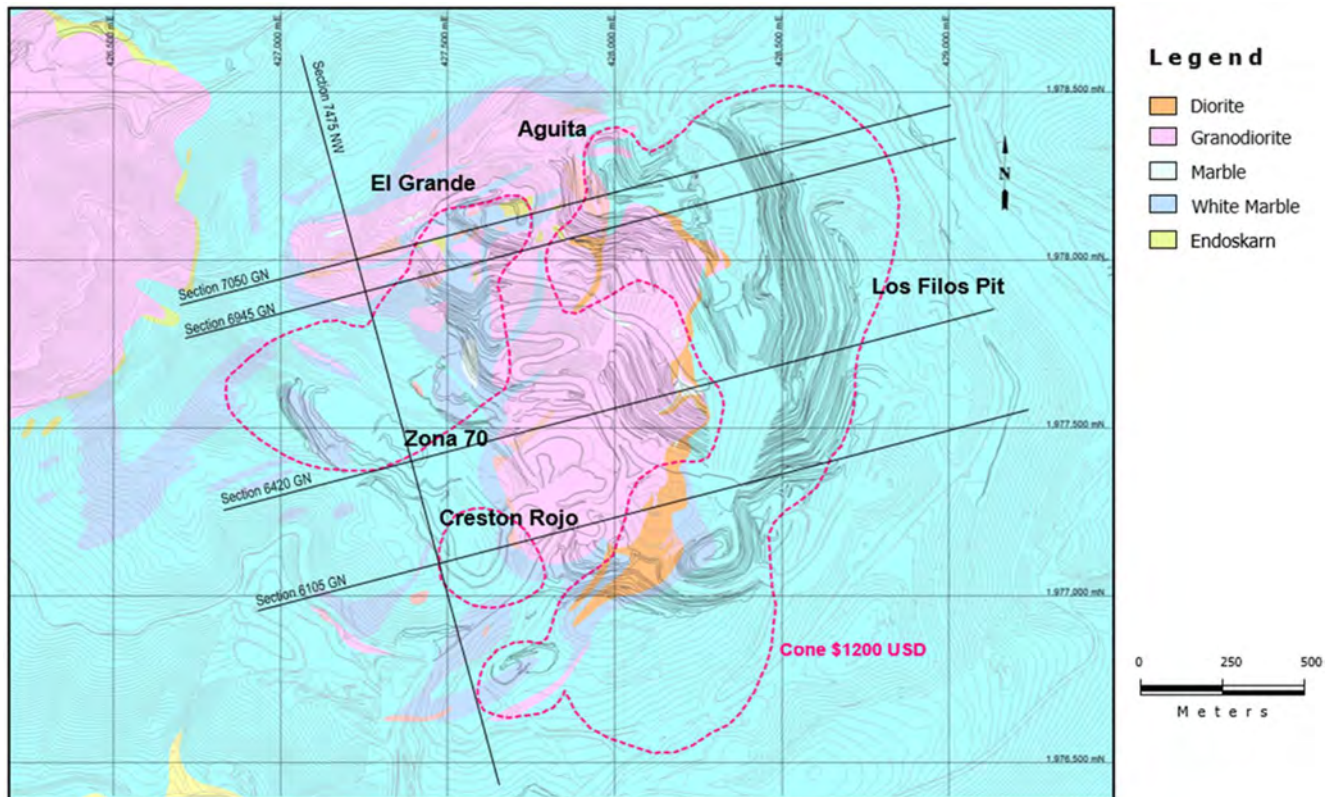 426,500 mE
427,000 mE
427,500 mE
428,000 mE
428,500 mE
429,000 mE
1,978,500 mN
1,978,000 mN
1,977,500 mN
1,977,000 mN
1,976,500 mN
Section 7475 NW
Aguita
El Grande
Section 7050 GN
Section 6945 GN
Los Filos Pit
Zona 70
Section 6420 GN
Creston Rojo
Section 6105 GN
Cone $1200 USD
N
Legend
Diorite
Granodiorite
Marble
White Marble
Endoskarn
0 250 500
Meters